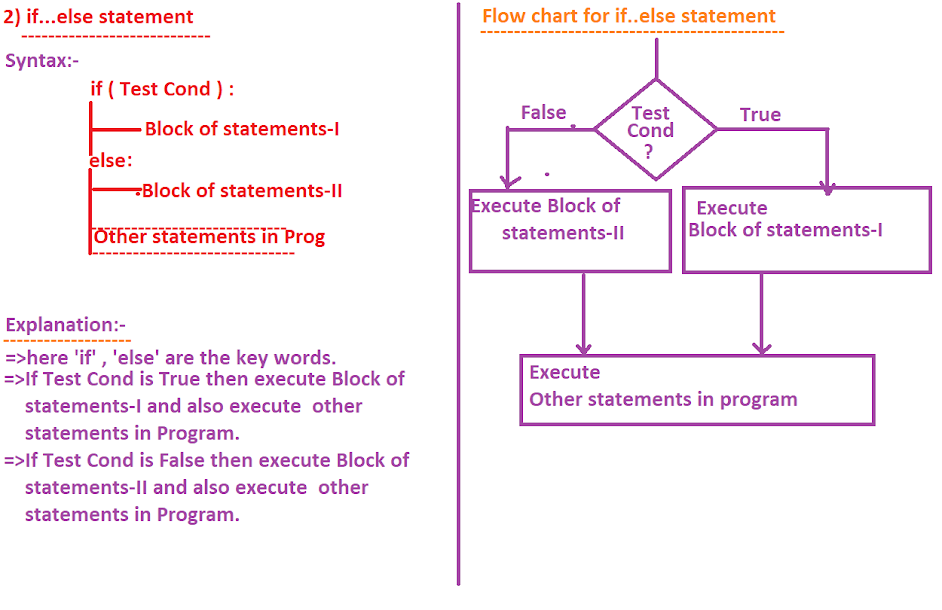 2) if...else statement
Syntax:-
if ( Test Cond ) :
Block of statements-I
else:
Block of statements-II
Other statements in Prog
Explanation:-
=>here 'if' , 'else' are the key words.
=>If Test Cond is True then execute Block of
statements-I and also execute other
statements in Program.
=>If Test Cond is False then execute Block of
statements-II and also execute other
statements in Program.
Flow chart for if..else statement
False
Test
Cond
?
True
Execute Block of
statements-II
Execute
Block of statements-I
Execute
Other statements in program